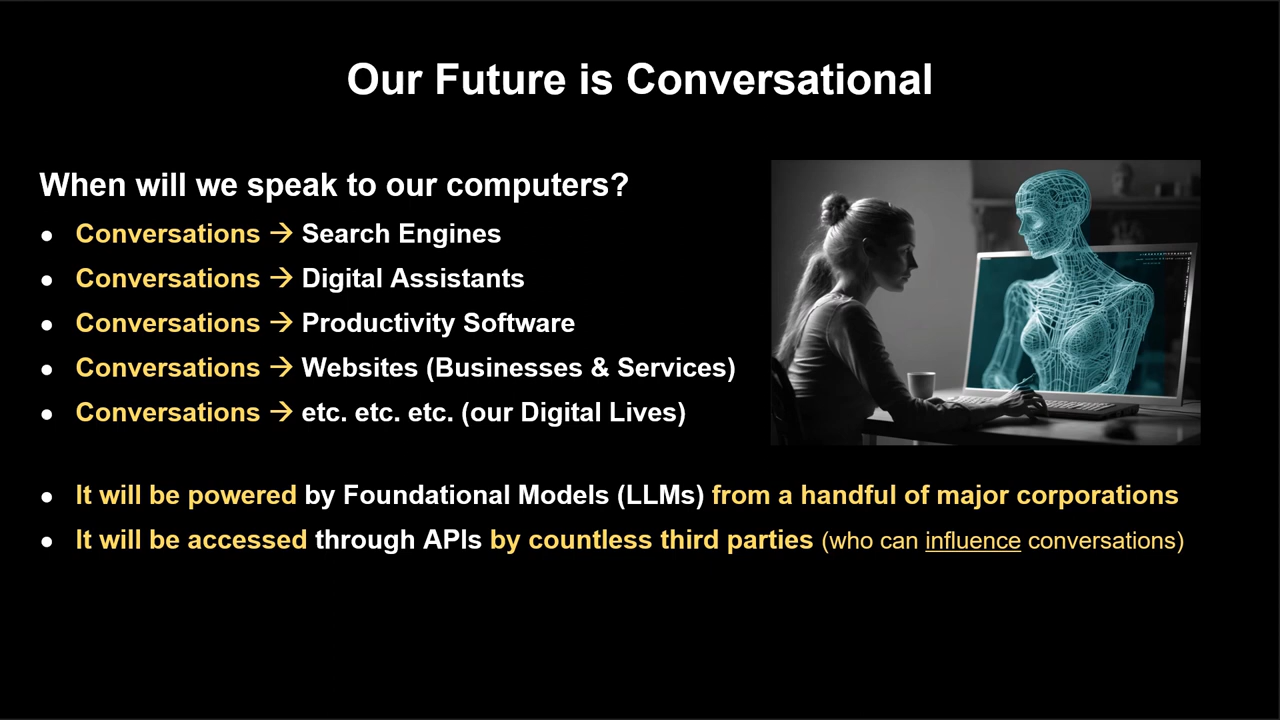 Our Future is Conversational
When will we speak to our computers?
● Conversations → Search Engines
● Conversations → Digital Assistants
● Conversations → Productivity Software
● Conversations → Websites (Businesses & Services)
● Conversations → etc. etc. etc. (our Digital Lives)
● It will be powered by Foundational Models (LLMs) from a handful of major corporations
● It will be accessed through APIs by countless third parties (who can influence conversations)